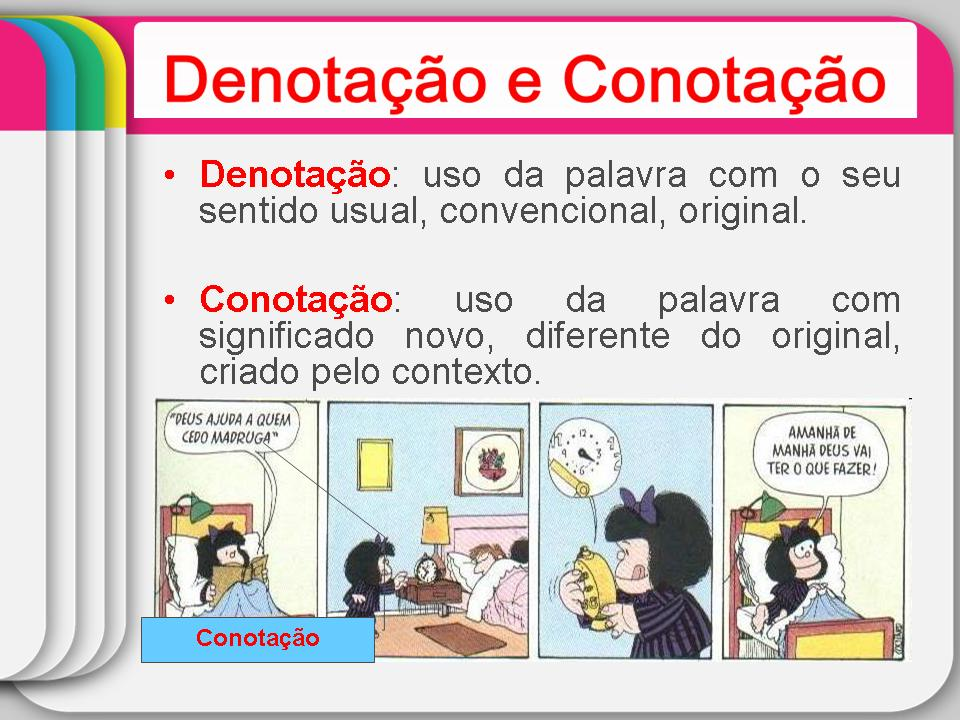 Denotação e Conotação
• Denotação: uso da palavra com o seu
sentido usual, convencional, original.
• Conotação: uso da palavra com
significado novo, diferente do original,
criado pelo contexto.
"DEUS AJUDA A QUEM
CEDO MADRUGA"
AMANHÃ DE
MANHÃ DEUS VAI
TER O QUE FAZER!
Conotação